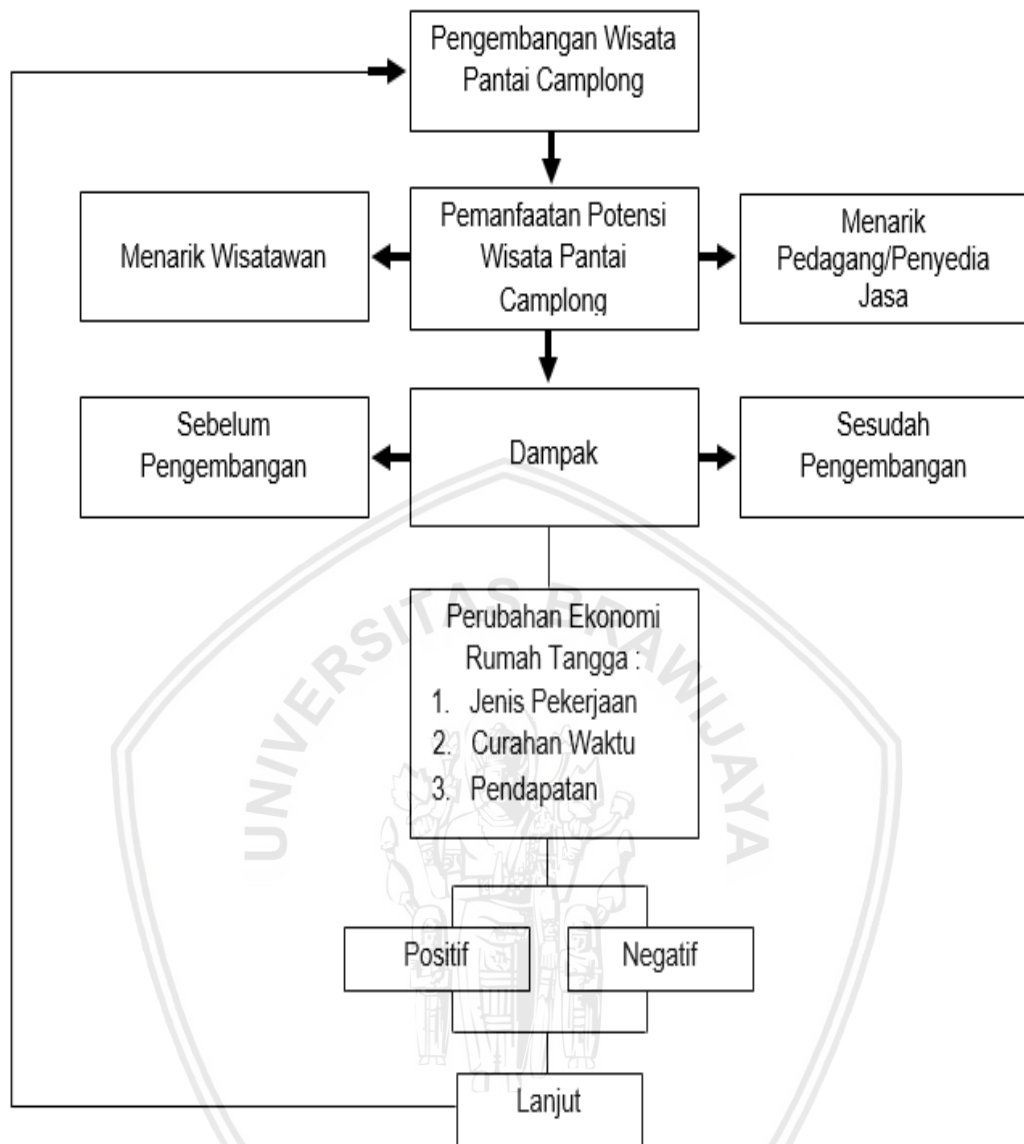 Pengembangan Wisata
Pantai Camplong
Pemanfaatan Potensi
Wisata Pantai
Camplong
Menarik Wisatawan
Menarik
Pedagang/Penyedia
Jasa
Dampak
Sebelum
Pengembangan
Sesudah
Pengembangan
Perubahan Ekonomi
Rumah Tangga :
1. Jenis Pekerjaan
2. Curahan Waktu
3. Pendapatan
Positif
Negatif
Lanjut
UNIVERSITAS BRAWIJAYA